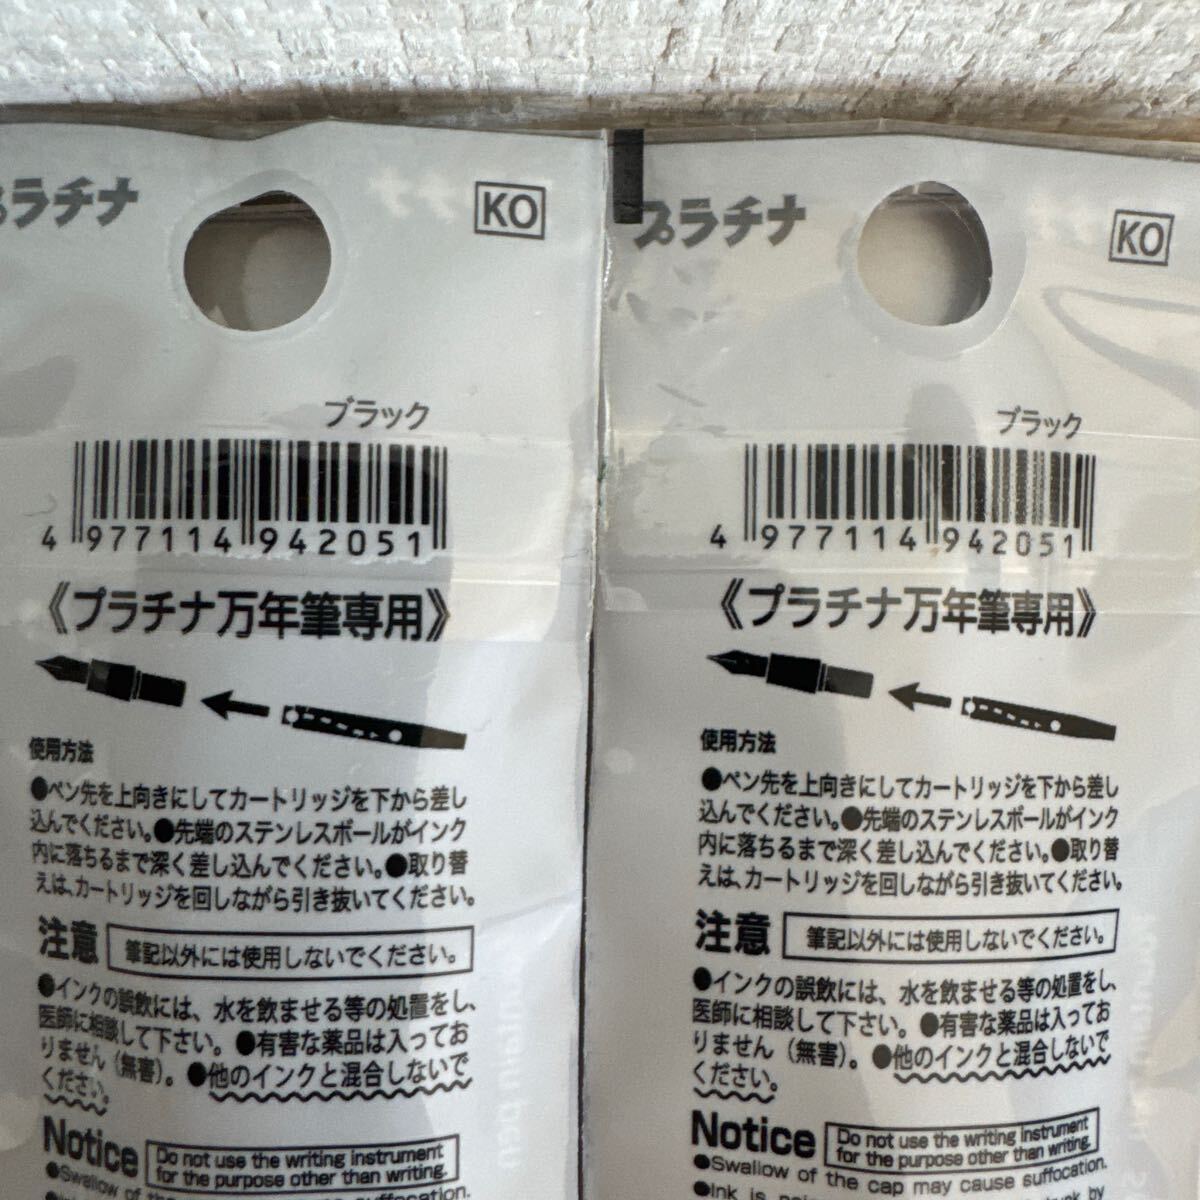 プラチナ
KO
ブラック
4 977114 942051
《プラチナ万年筆専用》
使用方法
●ペン先を上向きにしてカートリッジを下から差し
込んでください。●先端のステンレスボールがインク
内に落ちるまで深く差し込んでください。●取り替
えは、カートリッジを回しながら引き抜いてください。
注意 筆記以外には使用しないでください。
●インクの誤飲には、水を飲ませる等の処置をし、
医師に相談して下さい。●有害な薬品は入ってお
りません（無害）。●他のインクと混合しないで
ください。
Notice Do not use the writing instrument
for the purpose other than writing.
●Swallow of the
プラチナ
KO
ブラック
4 977114 942051
《プラチナ万年筆専用》
使用方法
●ペン先を上向きにしてカートリッジを下から差し
込んでください。●先端のステンレスボールがインク
内に落ちるまで深く差し込んでください。●取り替
えは、カートリッジを回しながら引き抜いてください。
注意 筆記以外には使用しないでください。
●インクの誤飲には、水を飲ませる等の処置をし、
医師に相談して下さい。●有害な薬品は入ってお
りません（無害）。●他のインクと混合しないで
ください。
Notice Do not use the writing instrument
for the purpose other than writing.
●Swallow of the cap may cause suffocation.
●Ink is